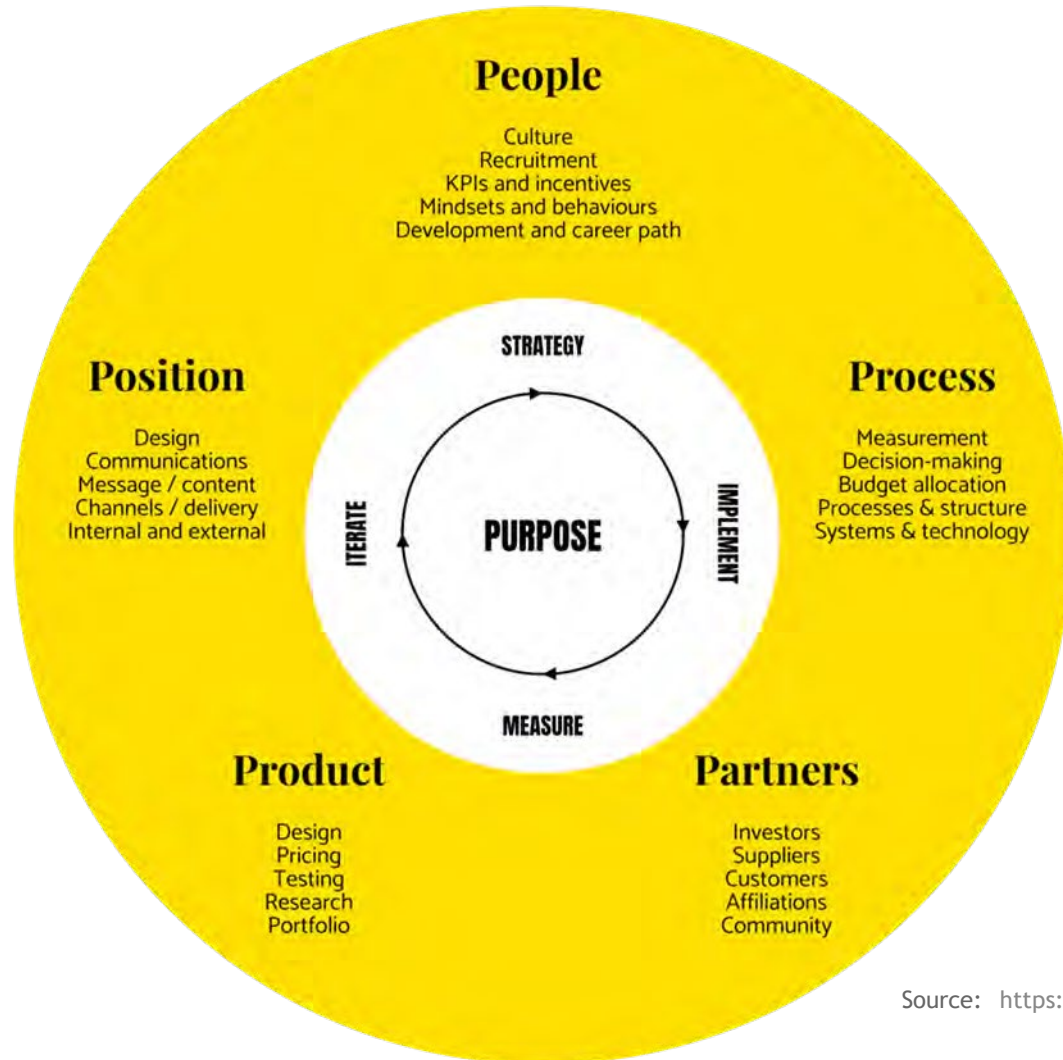 People
Culture
Recruitment
KPIs and incentives
Mindsets and behaviours
Development and career path
Position
Design
Communications
Message / content
Channels / delivery
Internal and external
STRATEGY
IMPLEMENT
MEASURE
ITERATE
PURPOSE
Process
Measurement
Decision-making
Budget allocation
Processes & structure
Systems & technology
Product
Design
Pricing
Testing
Research
Portfolio
Partners
Investors
Suppliers
Customers
Affiliations
Community
Source: https: